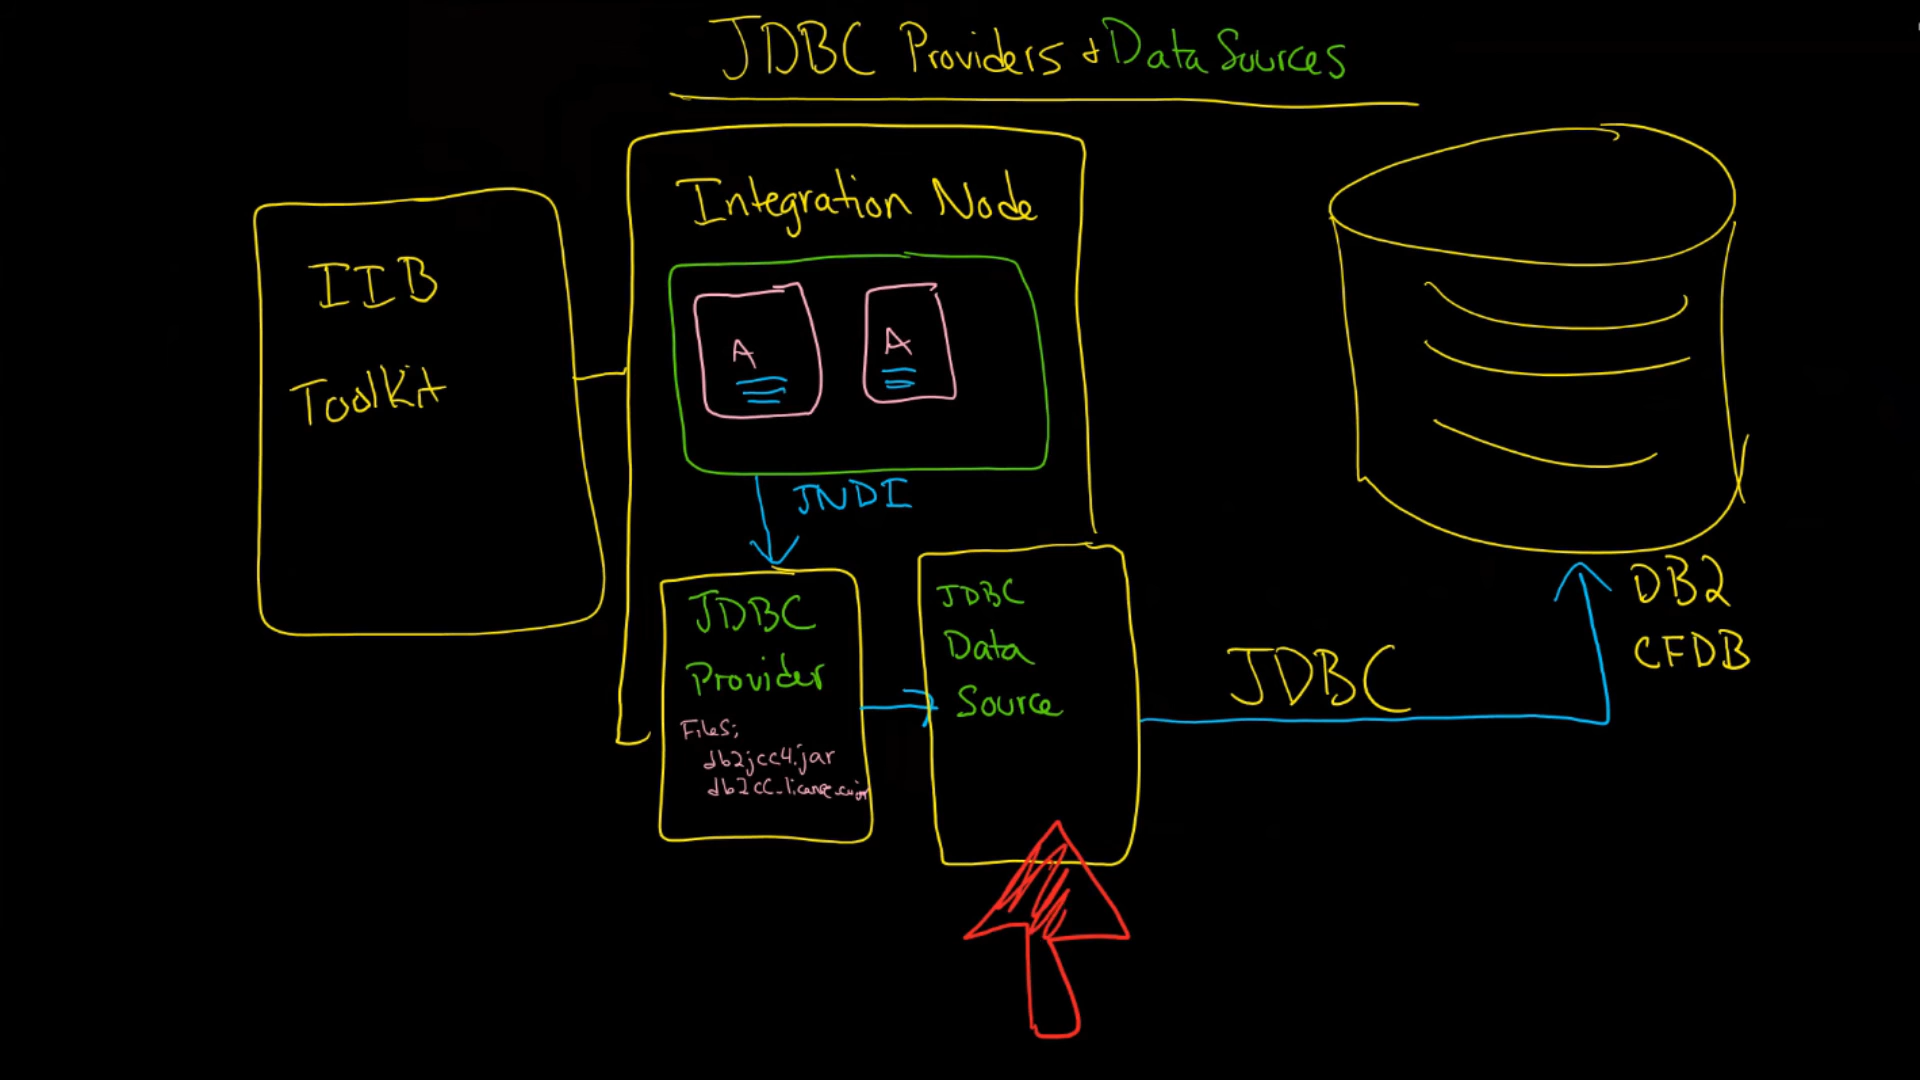 JDBC Providers & Data Sources
Integration Node
IIB
Toolkit
A
A
JNDI
JDBC
Provider
Files;
db2jcc4.jar
JDBC
Data
Source
JDBC
DB2
CFDB